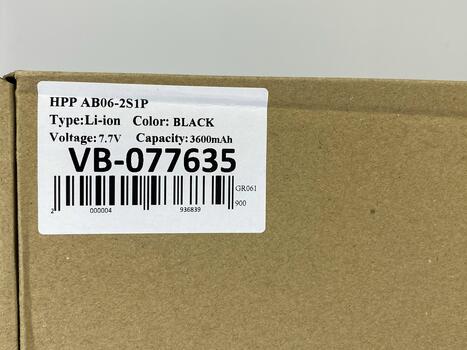 HPP AB06-2S1P
Type:Li-ion Color: BLACK
Voltage: 7.7V Capacity: 3600mAh
VB-077635
GR061
900
2 000004 936839